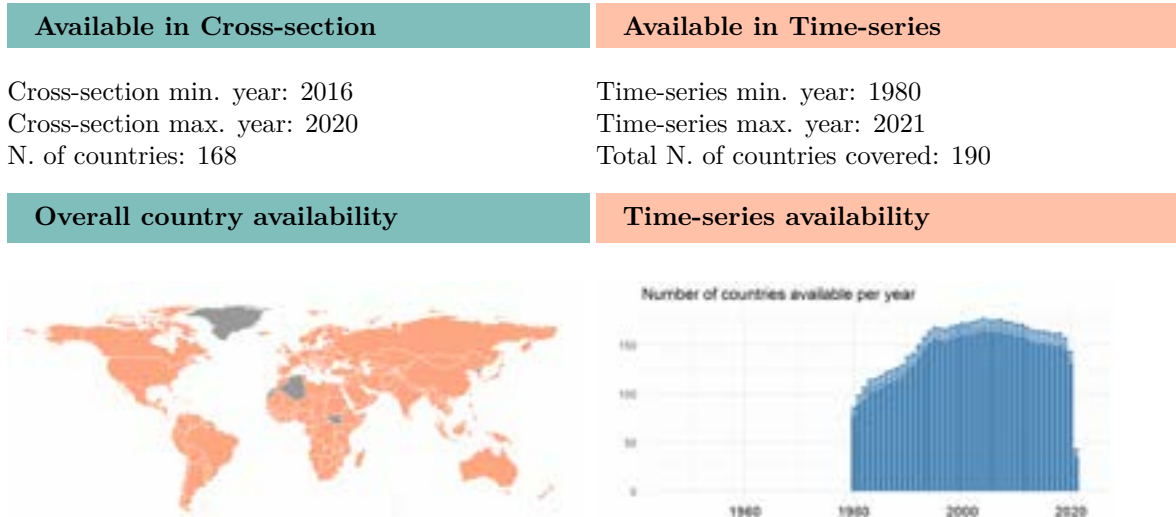 Available in Cross-section
Available in Time-series
Cross-section min. year: 2016
Cross-section max. year: 2020
N. of countries: 168
Time-series min. year: 1980
Time-series max. year: 2021
Total N. of countries covered: 190
Overall country availability
Time-series availability
Number of countries available per year
150
100
50
0
1960
1980
2000
2020